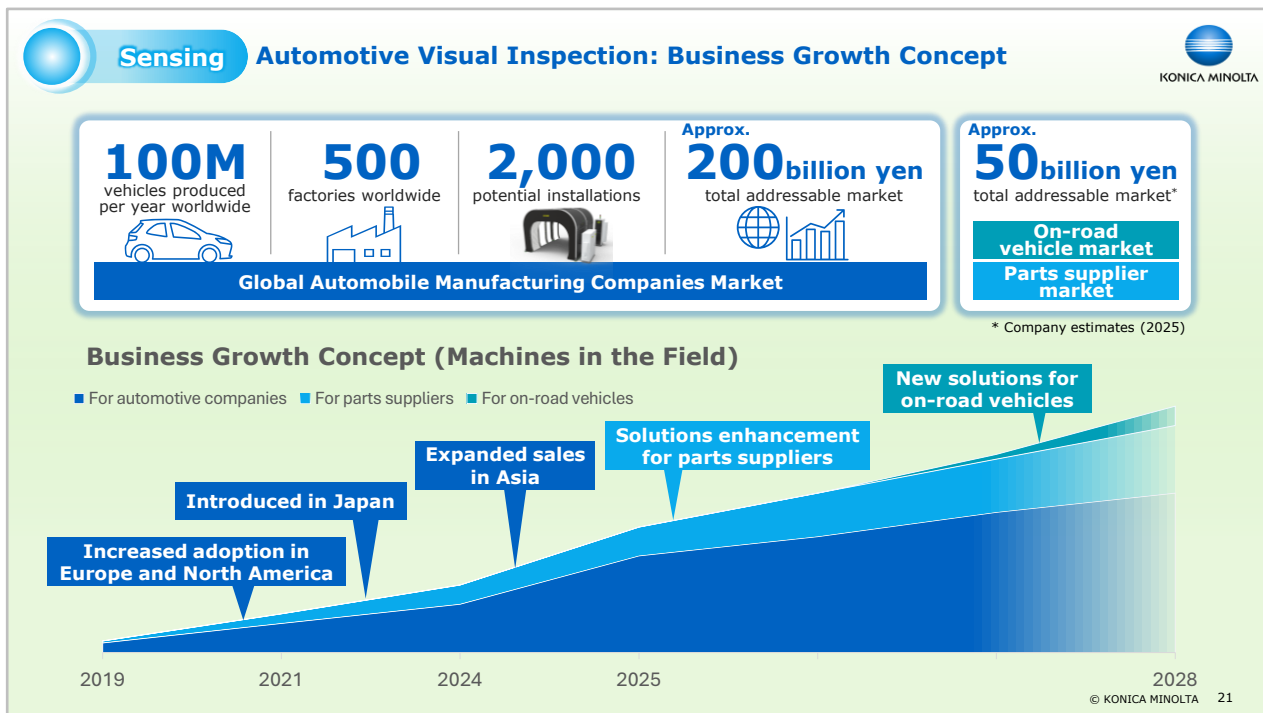 Sensing
Automotive Visual Inspection: Business Growth Concept
KONICA MINOLTA
100M
vehicles produced
per year worldwide
500
factories worldwide
2,000
potential installations
Approx.
200 billion yen
total addressable market
Global Automobile Manufacturing Companies Market
Approx.
50 billion yen
total addressable market*
On-road
vehicle market
Parts supplier
market
* Company estimates (2025)
Business Growth Concept (Machines in the Field)
For automotive companies For parts suppliers For on-road vehicles
Increased adoption in
Europe and North America
Introduced in Japan
Expanded sales
in Asia
Solutions enhancement
for parts suppliers
New solutions for
on-road vehicles
2019 2021 2024 2025 2028
© KONICA MINOLTA 21